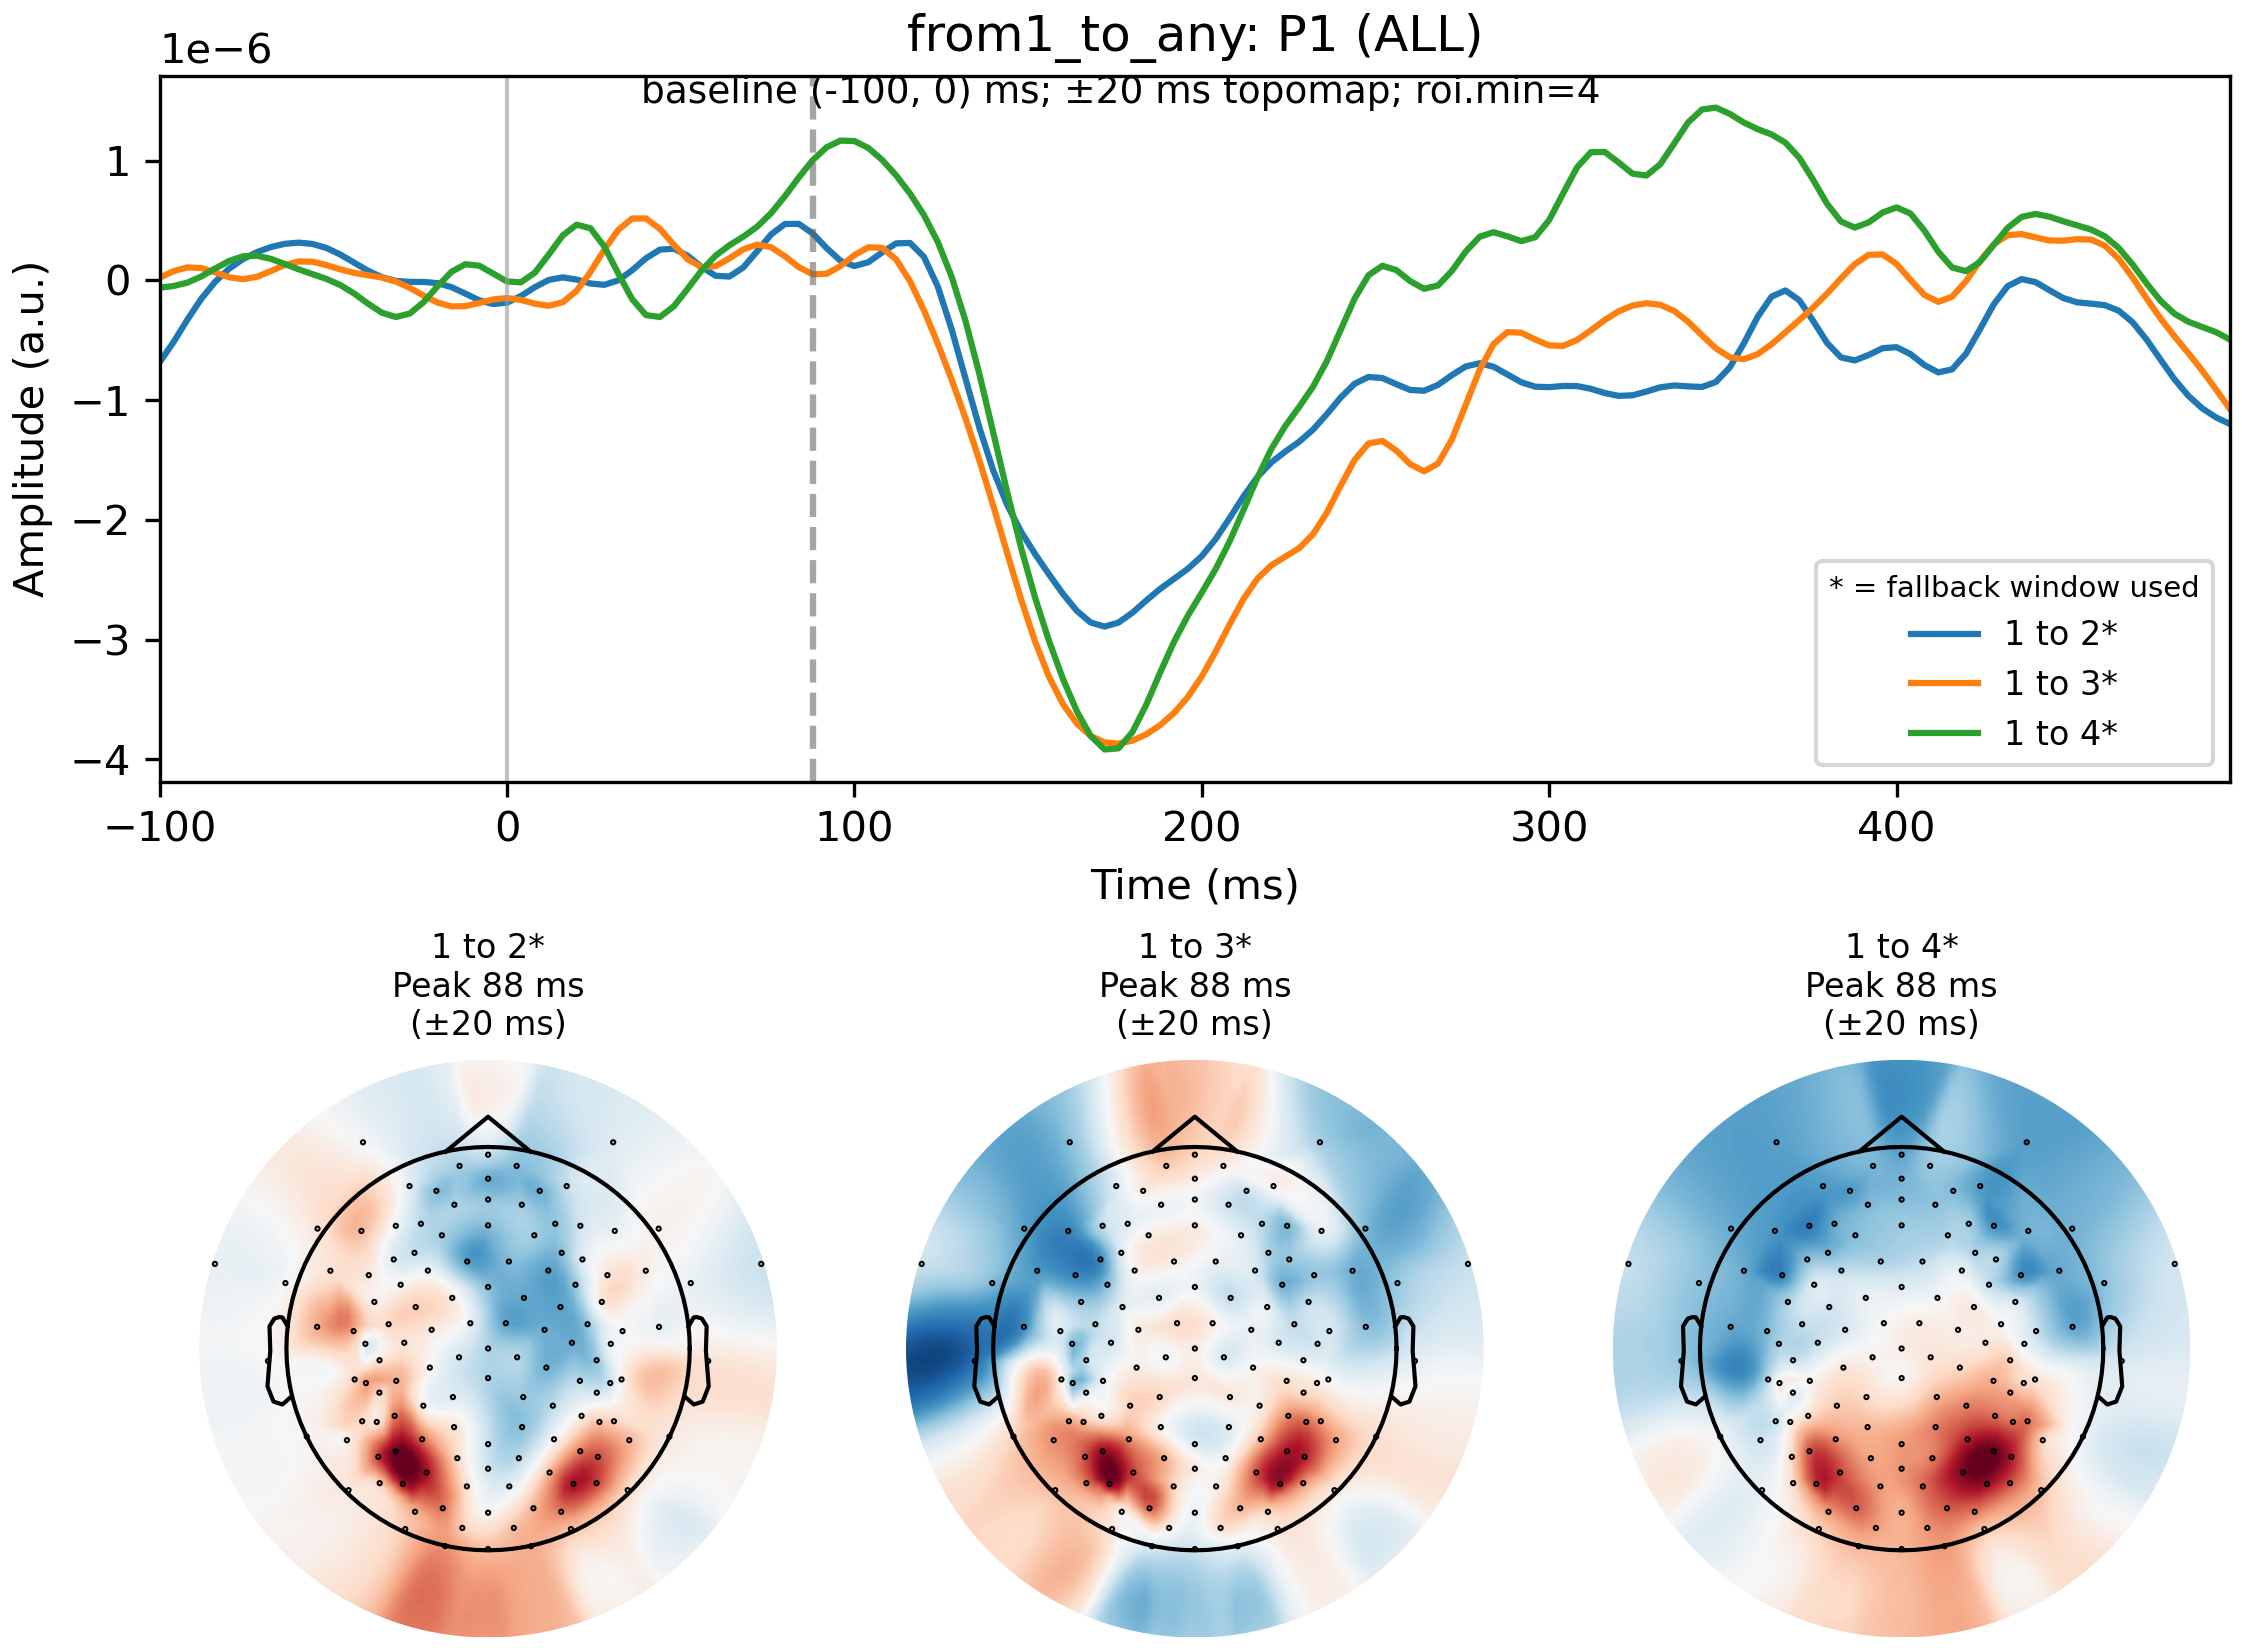 from1_to_any: P1 (ALL)
1e−6
baseline (-100, 0) ms; ±20 ms topomap; roi.min=4
Amplitude (a.u.)
1
0
−1
−2
−3
−4
* = fallback window used
1 to 2*
1 to 3*
1 to 4*
−100 0 100 200 300 400
Time (ms)
1 to 2*
Peak 88 ms
(±20 ms)
1 to 3*
Peak 88 ms
(±20 ms)
1 to 4*
Peak 88 ms
(±20 ms)